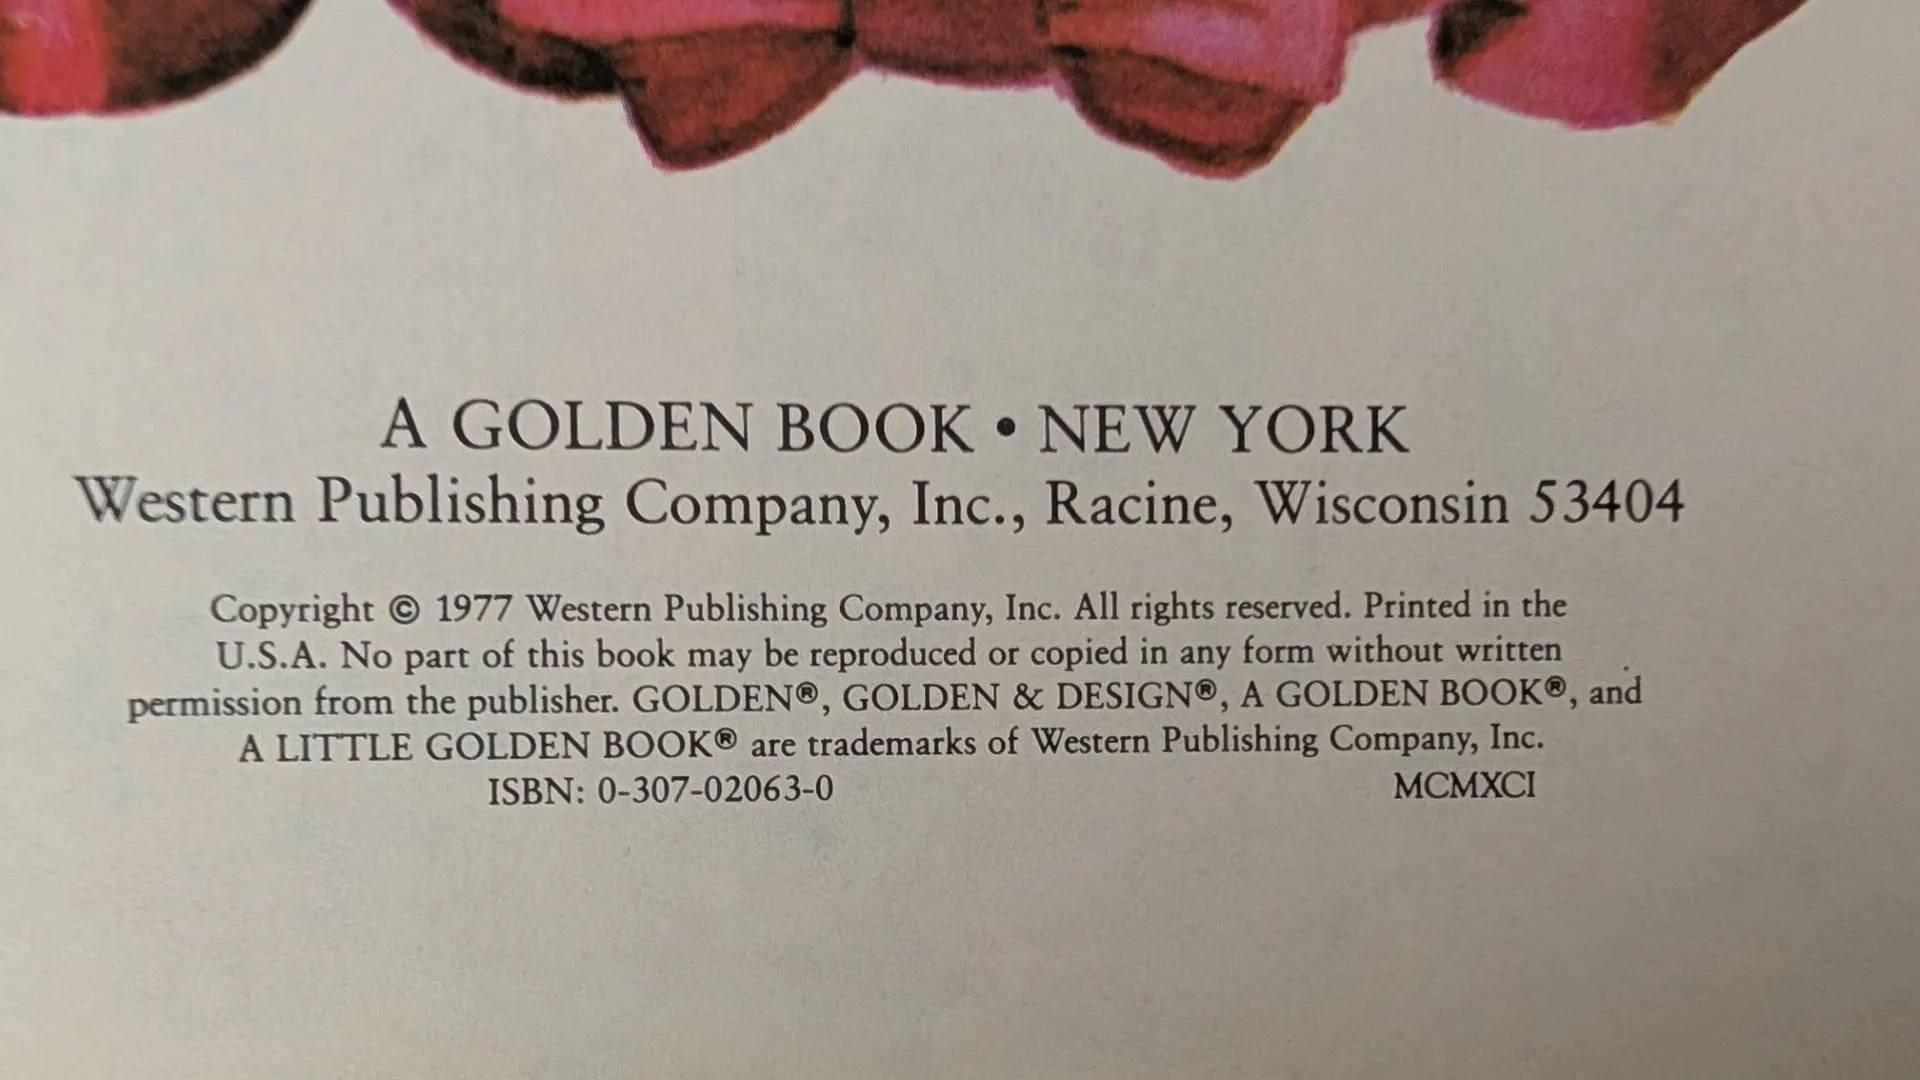 A GOLDEN BOOK • NEW YORK
Western Publishing Company, Inc., Racine, Wisconsin 53404
Copyright © 1977 Western Publishing Company, Inc. All rights reserved. Printed in the
U.S.A. No part of this book may be reproduced or copied in any form without written
permission from the publisher. GOLDEN®, GOLDEN & DESIGN®, A GOLDEN BOOK®, and
A LITTLE GOLDEN BOOK® are trademarks of Western Publishing Company, Inc.
ISBN: 0-307-02063-0 MCMXCI